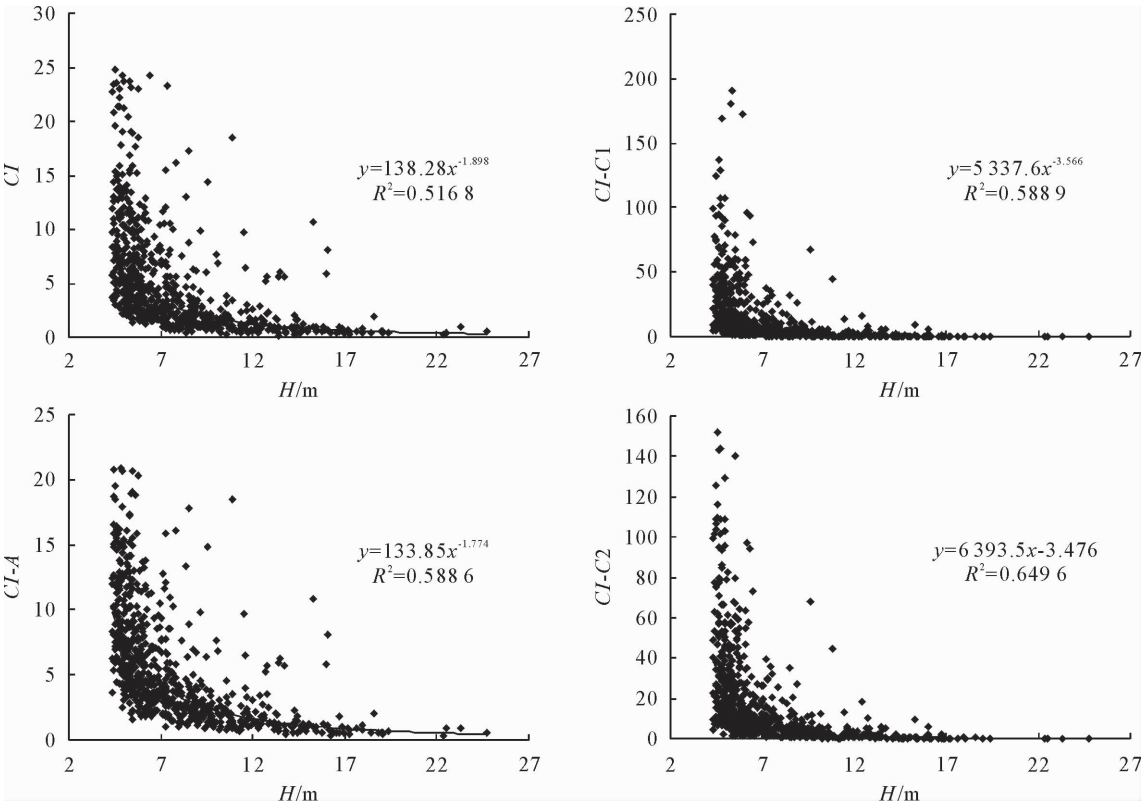 30
25
20
15
10
5
0
CI
2 7 12 17 22 27
H/m
y=138.28x^-1.898
R²=0.516 8
250
200
150
100
50
0
CI-C1
2 7 12 17 22 27
H/m
y=5 337.6x^-3.566
R²=0.588 9
25
20
15
10
5
0
CI-A
2 7 12 17 22 27
H/m
y=133.85x^-1.774
R²=0.588 6
160
140
120
100
80
60
40
20
0
CI-C2
2 7 12 17 22 27
H/m
y=6 393.5x-3.476
R²=0.649 6